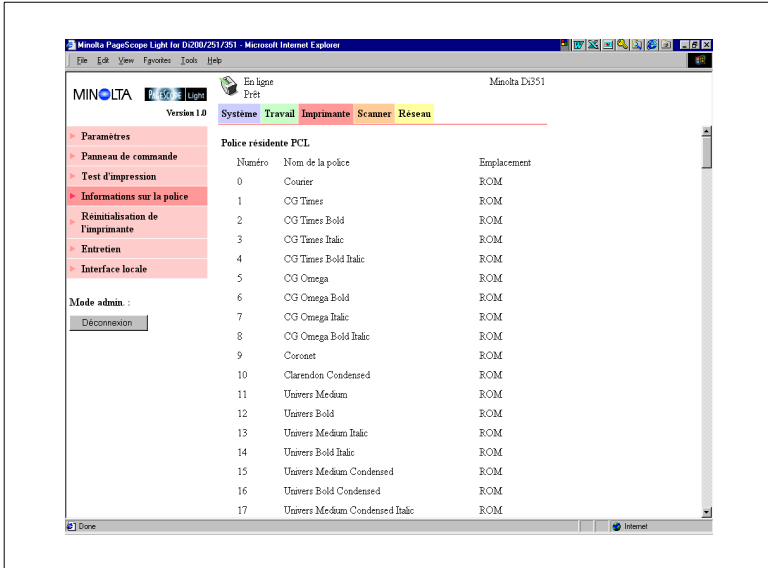 Minolta PageScope Light for Di200/251/351 - Microsoft Internet Explorer
File Edit View Favorites Tools Help
MINOLTA PAGESCOPE Light
Version 1.0
En ligne
Prêt
Minolta Di351
Système Travail Imprimante Scanner Réseau
Paramètres
Panneau de commande
Test d'impression
Informations sur la police
Réinitialisation de
l'imprimante
Entretien
Interface locale
Mode admin. :
Déconnexion
Police résidente PCL
Numéro Nom de la police Emplacement
0 Courier ROM
1 CG Times ROM
2 CG Times Bold ROM
3 CG Times Italic ROM
4 CG Times Bold Italic ROM
5 CG Omega ROM
6 CG Omega Bold ROM
7 CG Omega Italic ROM
8 CG Omega Bold Italic ROM
9 Coronet ROM
10 Clarendon Condensed ROM
11 Univers Medium ROM
12 Univers Bold ROM
13 Univers Medium Italic ROM
14 Univers Bold Italic ROM
15 Univers Medium Condensed ROM
16 Univers Bold Condensed ROM
17 Univers Medium Condensed Italic ROM
Done Internet